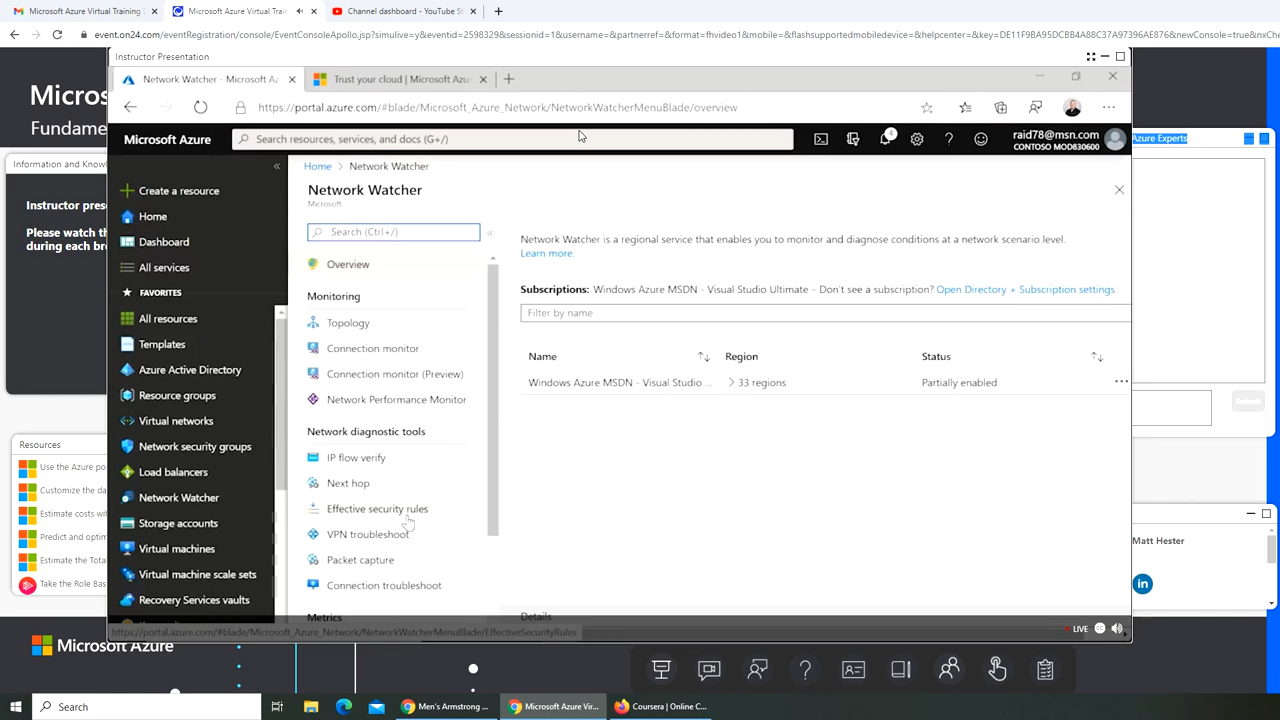 Microsoft Azure Virtual Training D
Microsoft Azure Virtual Train
Channel dashboard - YouTube St
event.on24.com/eventRegistration/console/EventConsoleApollo.jsp?simulive=y&eventid=2598329&sessionid=1&username=&partnerref=&format=fhvideo1&mobile=&flashsupportedmobiledevice=&helpcenter=&key=DE11F9BA95DCBB4A88C37A97396AE876&newConsole=true&nxChe
Micros
Fundame
Information and Know
Instructor prese
Please watch the
during each bre
Instructor Presentation
Network Watcher - Microsoft Az
Trust your cloud | Microsoft Azur
https://portal.azure.com/#blade/Microsoft_Azure_Network/NetworkWatcherMenuBlade/overview
Microsoft Azure
Search resources, services, and docs (G+/)
4
raid78@msn.com
CONTOSO MOD830600
Azure Experts
Create a resource
Home
Dashboard
All services
FAVORITES
All resources
Templates
Azure Active Directory
Resource groups
Virtual networks
Network security groups
Load balancers
Network Watcher
Storage accounts
Virtual machines
Virtual machine scale sets
Recovery Services vaults
Home > Network Watcher
Network Watcher
Microsoft
Search (Ctrl+/)
Overview
Monitoring
Topology
Connection monitor
Connection monitor (Preview)
Network Performance Monitor
Network diagnostic tools
IP flow verify
Next hop
Effective security rules
VPN troubleshoot
Packet capture
Connection troubleshoot
Metrics
Network Watcher is a regional service that enables you to monitor and diagnose conditions at a network scenario level.
Learn more.
Subscriptions: Windows Azure MSDN - Visual Studio Ultimate – Don't see a subscription? Open Directory + Subscription settings
Filter by name
Name Region Status
Windows Azure MSDN - Visual Studio ... 33 regions Partially enabled
Details
https://portal.azure.com/#blade/Microsoft_Azure_Network/NetworkWatcherMenuBlade/EffectiveSecurityRules
LIVE
CC
Submit
Resources
Use the Azure po
Customize the da
Estimate costs wi
Predict and optim
Estimate the Total
Take the Role Bas
Matt Hester
in
Microsoft Azure
Search
Men's Armstrong ...
Microsoft Azure Vir...
Coursera | Online C...